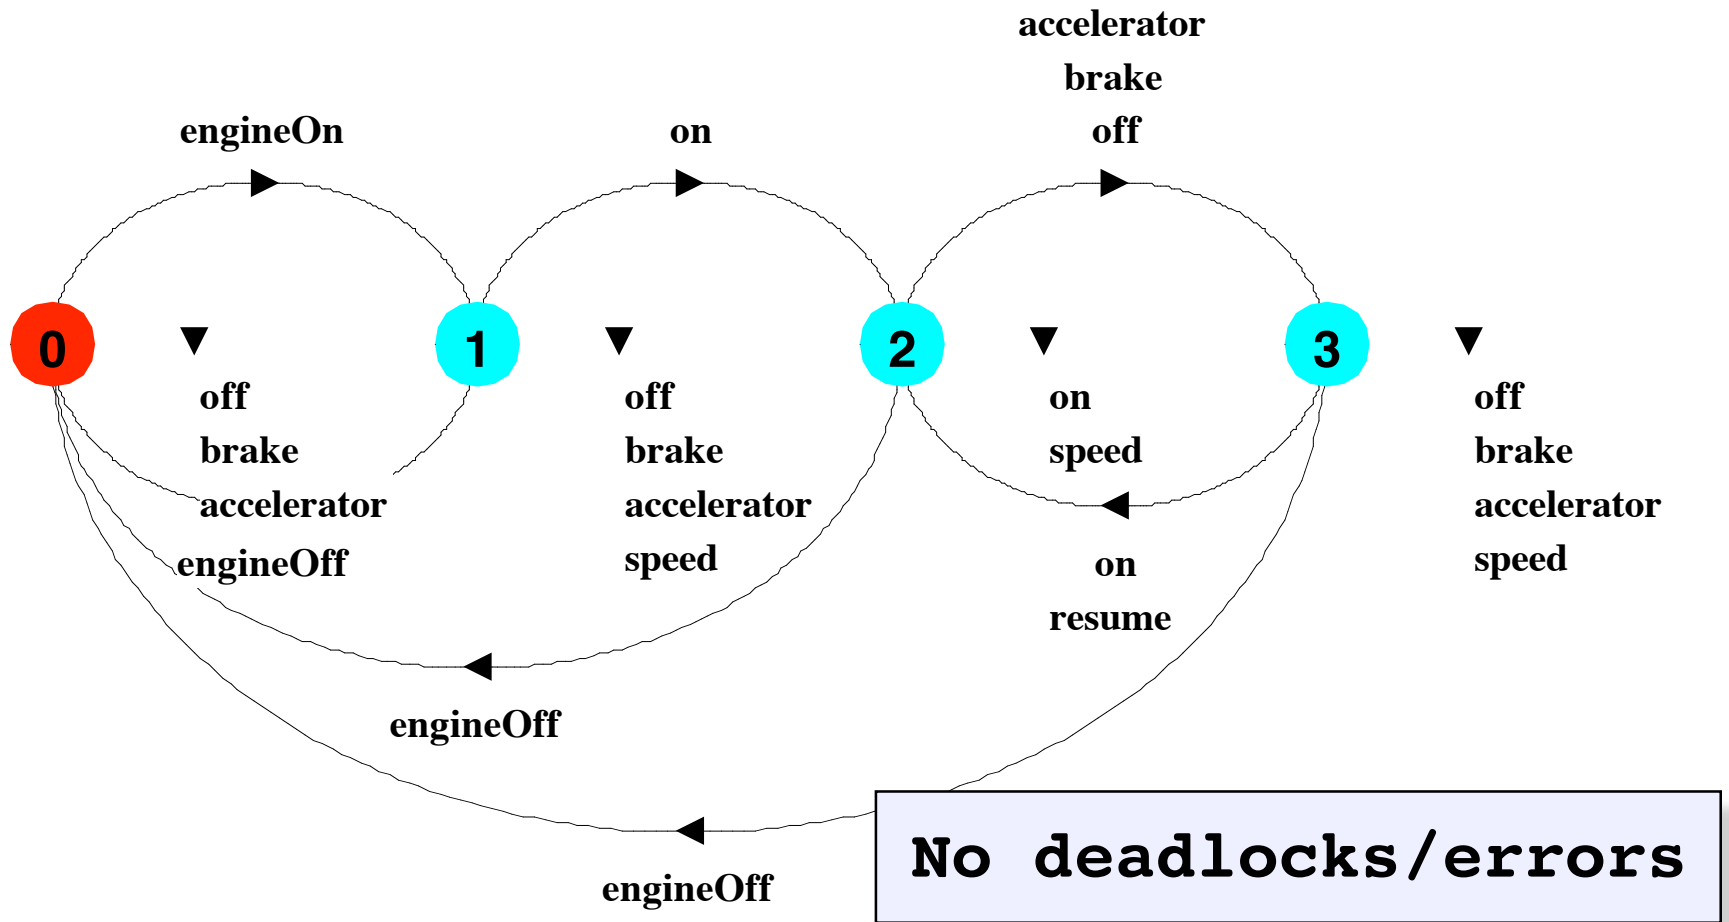 accelerator
brake
off
engineOn
on
0
1
2
3
off
brake
accelerator
engineOff
off
brake
accelerator
speed
on
speed
on
resume
off
brake
accelerator
speed
engineOff
engineOff
No deadlocks/errors